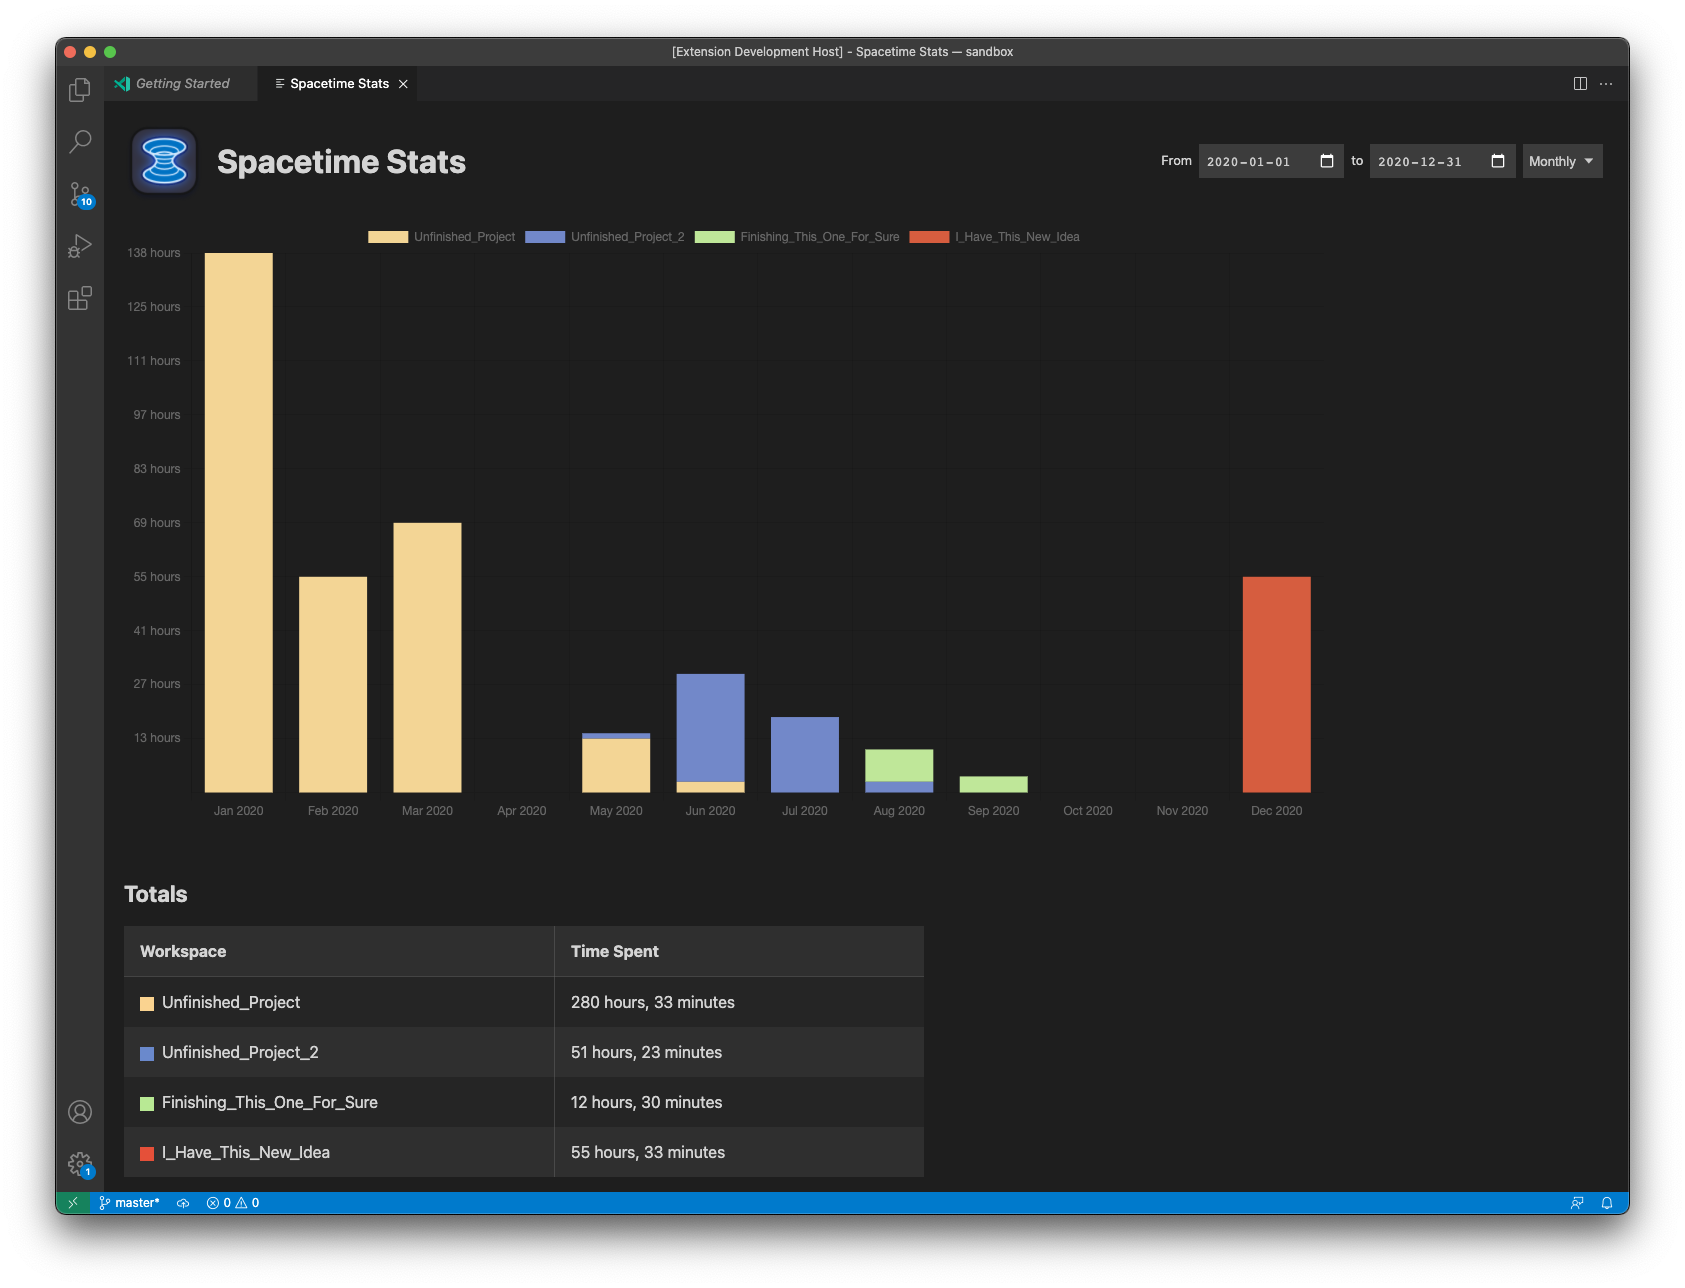 [Extension Development Host] - Spacetime Stats — sandbox
Getting Started
Spacetime Stats
Spacetime Stats
From 2020-01-01 to 2020-12-31 Monthly
10
Unfinished_Project Unfinished_Project_2 Finishing_This_One_For_Sure I_Have_This_New_Idea
138 hours
125 hours
111 hours
97 hours
83 hours
69 hours
55 hours
41 hours
27 hours
13 hours
Jan 2020 Feb 2020 Mar 2020 Apr 2020 May 2020 Jun 2020 Jul 2020 Aug 2020 Sep 2020 Oct 2020 Nov 2020 Dec 2020
Totals
Workspace Time Spent
Unfinished_Project 280 hours, 33 minutes
Unfinished_Project_2 51 hours, 23 minutes
Finishing_This_One_For_Sure 12 hours, 30 minutes
I_Have_This_New_Idea 55 hours, 33 minutes
1
master* 0 0